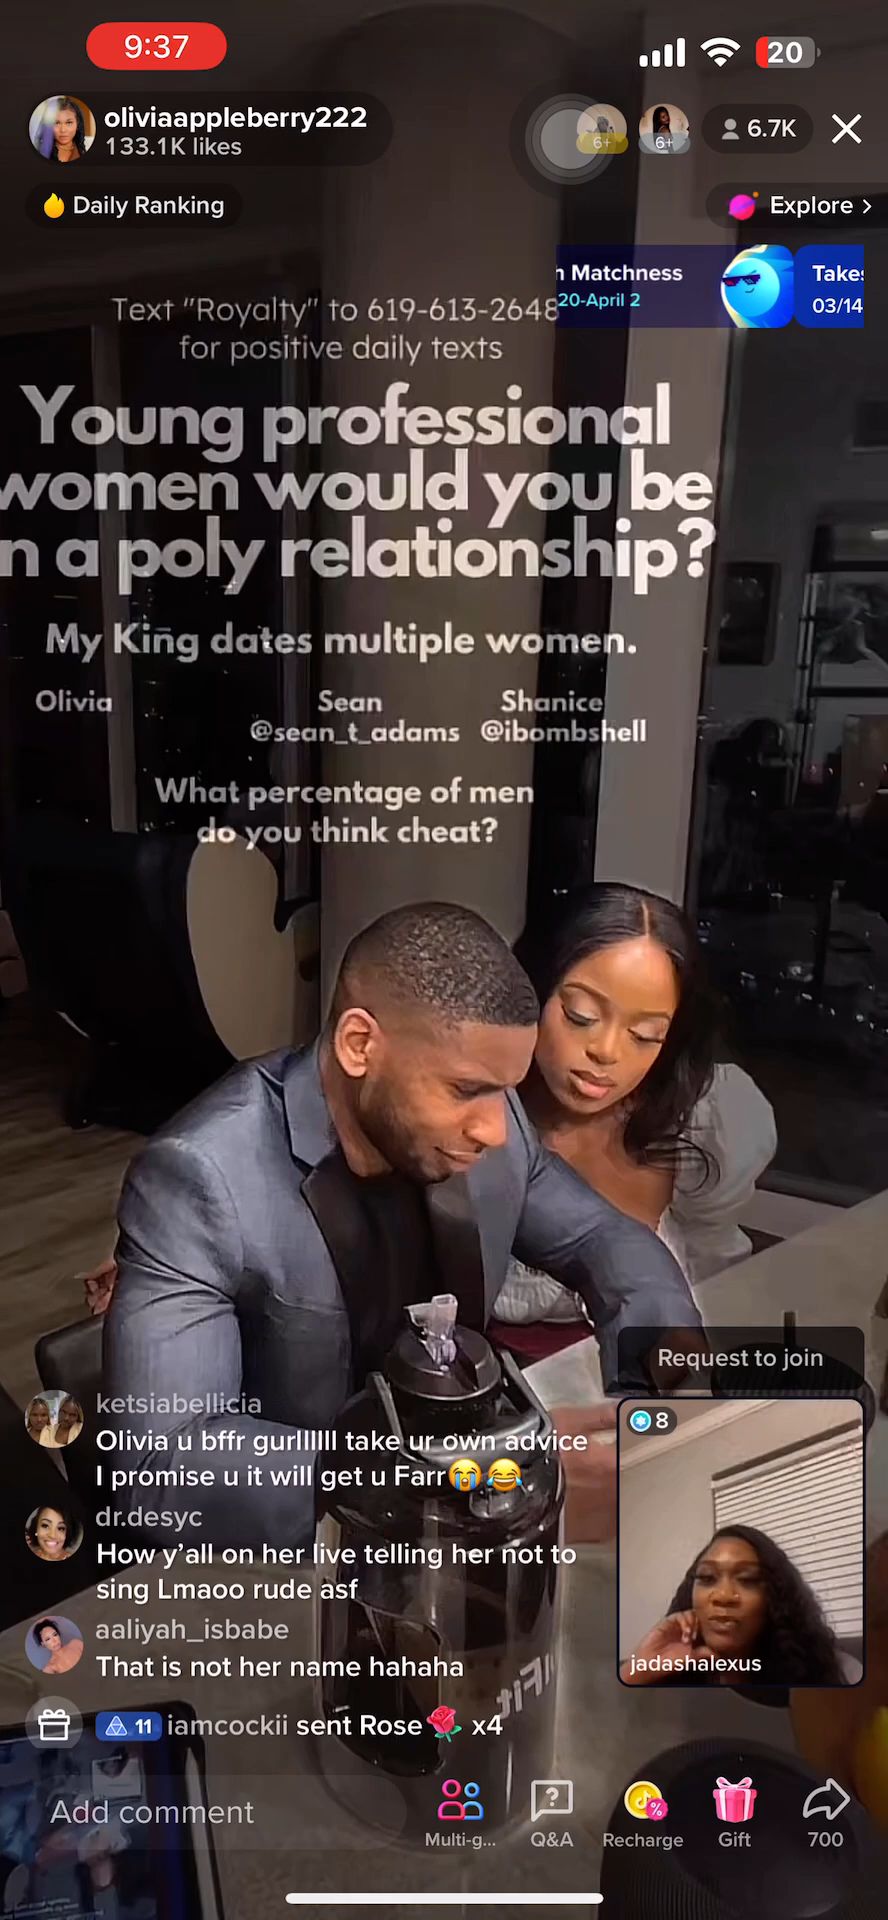 9:37
20
oliviaappleberry222
133.1K likes
6+
6+
6.7K
Daily Ranking
Explore >
Matchness
20-April 2
03/14
Text "Royalty" to 619-613-2648
for positive daily texts
Young professional
women would you be
n a poly relationship?
My King dates multiple women.
Olivia Sean Shanice
@sean_t_adams @ibombshell
What percentage of men
do you think cheat?
Request to join
8
ketsiabellicia
Olivia u bffr gurllllll take ur own advice
I promise u it will get u Farr😭😂
dr.desyc
How y'all on her live telling her not to
sing Lmaoo rude asf
aaliyah_isbabe
That is not her name hahaha
jadashalexus
11 iamcockii sent Rose🌹 x4
Add comment
Multi-g...
Q&A
Recharge
Gift
700